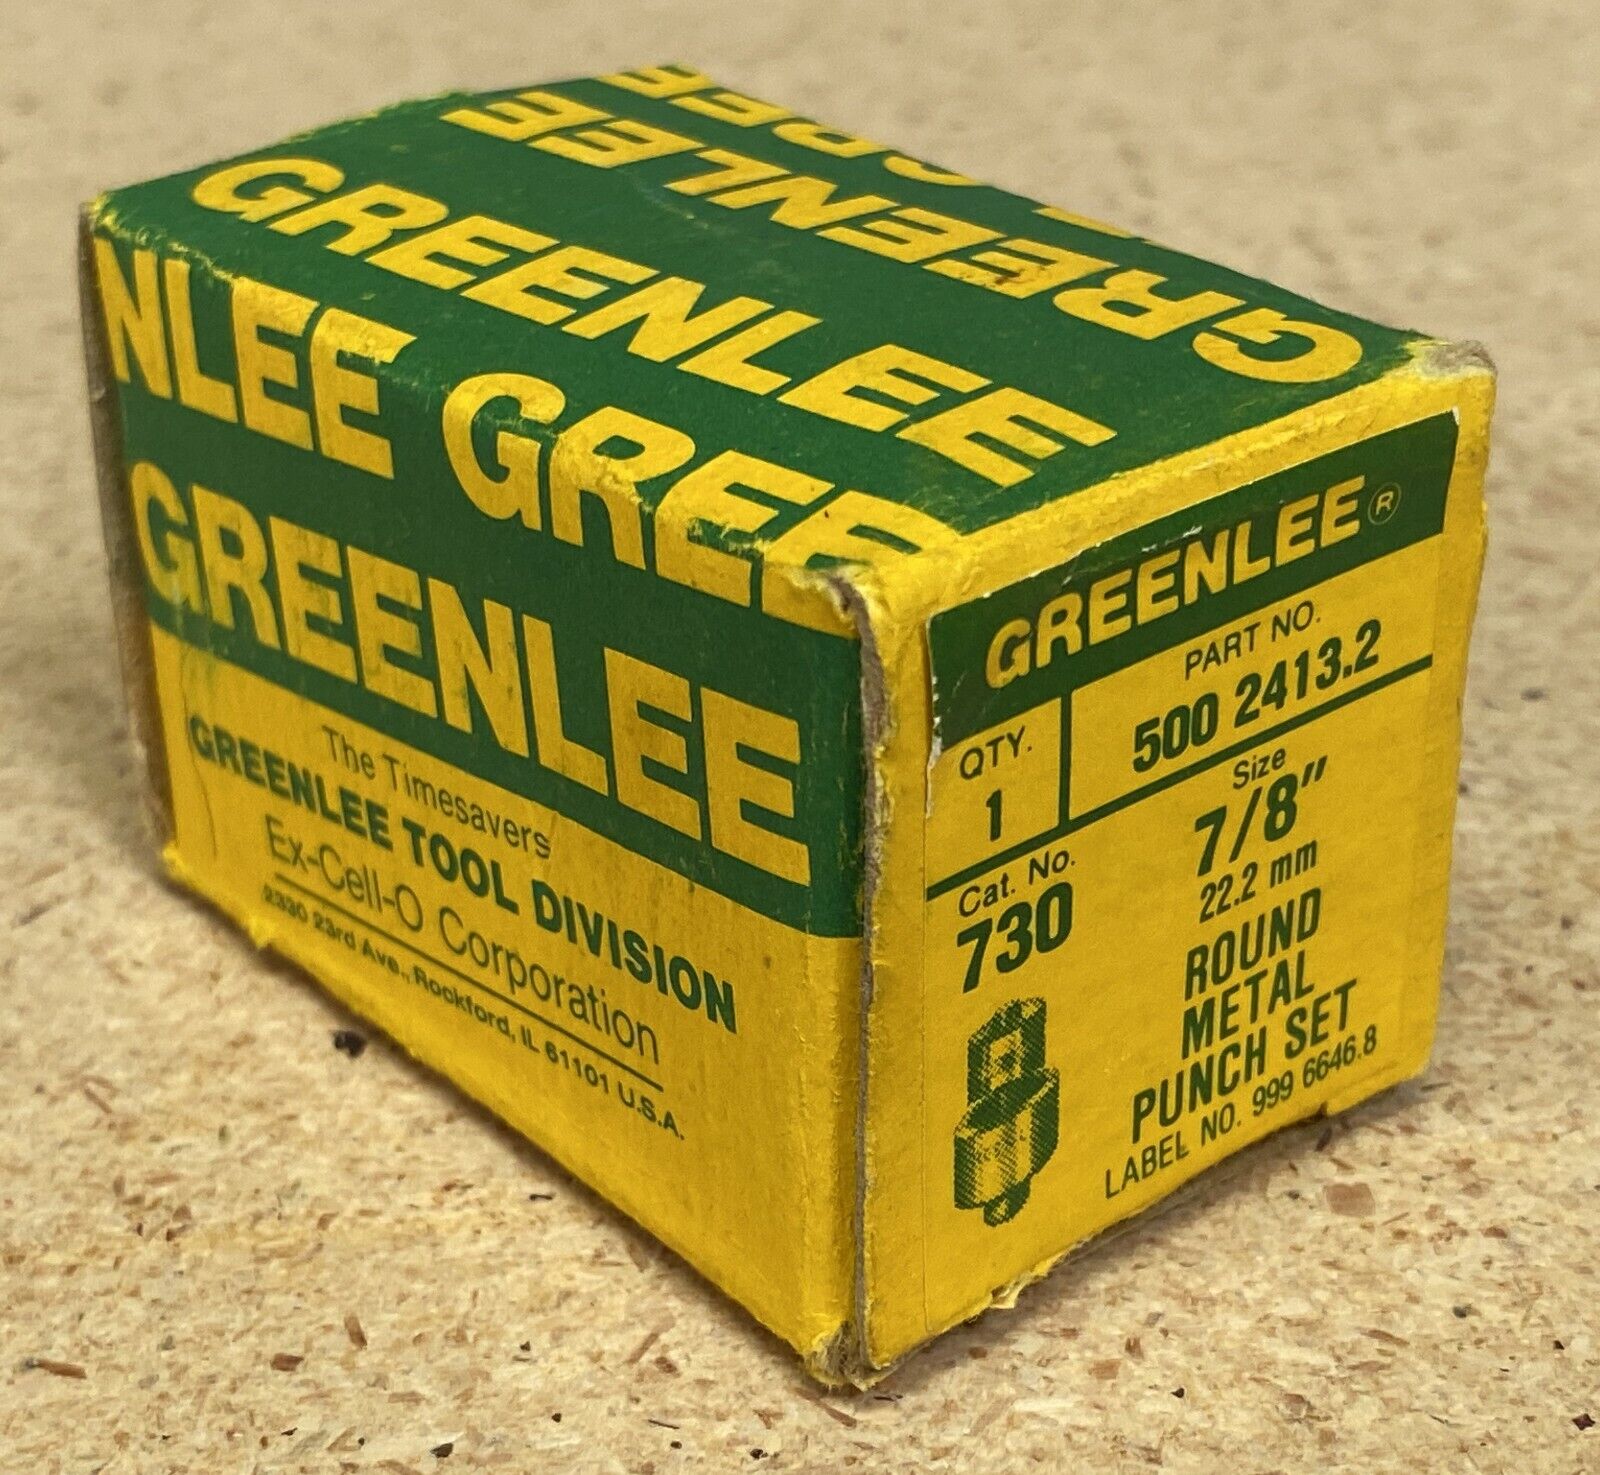 GREENLEE
GREENLEE
GREENLEE
NLEE GREE
GREENLEE
The Timesavers
GREENLEE TOOL DIVISION
Ex-Cell-O Corporation
2330 23rd Ave., Rockford, IL 61101 U.S.A.
GREENLEE®
QTY.
1
PART NO.
500 2413.2
Cat. No.
730
Size
7/8"
22.2 mm
ROUND
METAL
PUNCH SET
LABEL NO. 999 6646.8